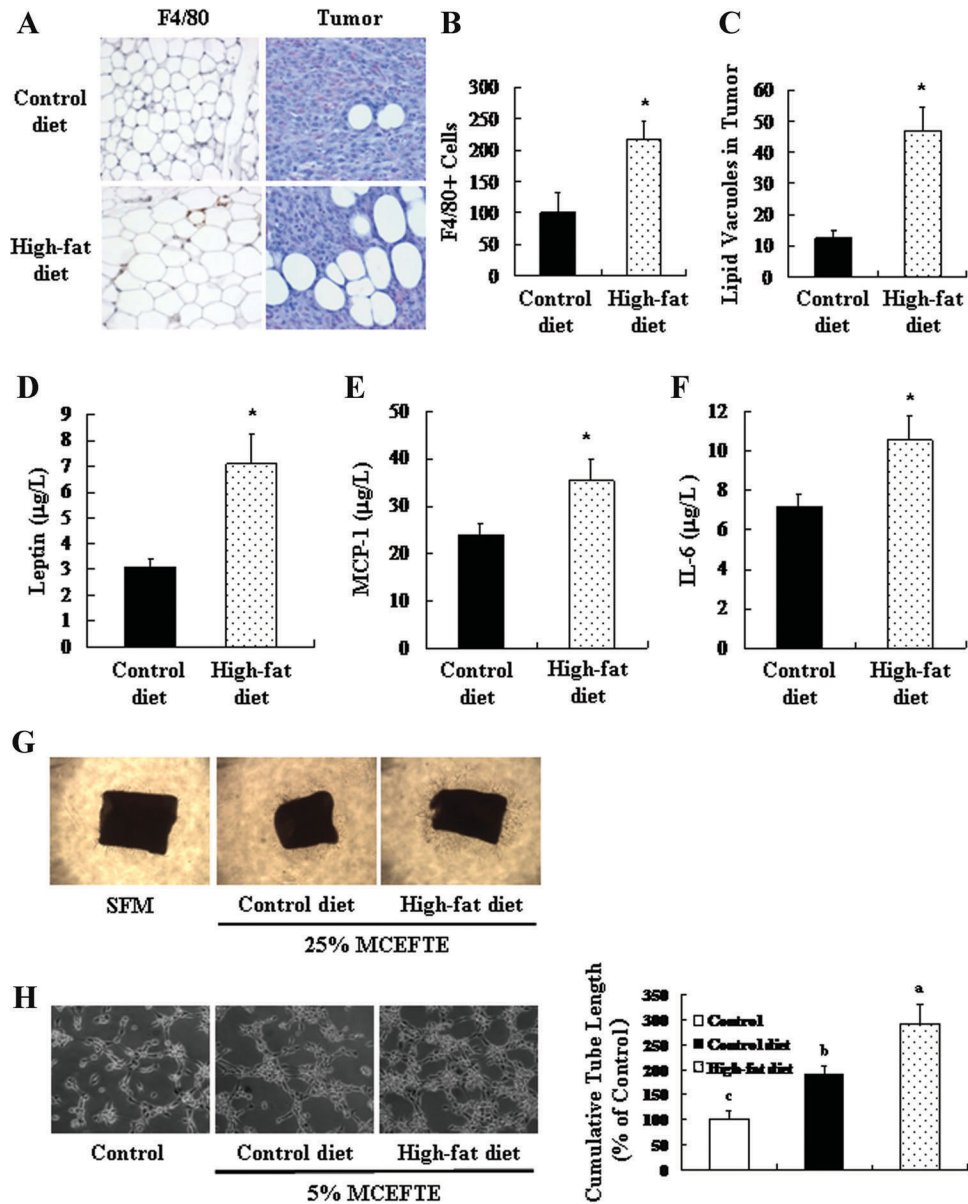 A
F4/80
Tumor
Control
diet
High-fat
diet
B
F4/80+ Cells
300
250
200
150
100
50
0
*
Control
diet
High-fat
diet
C
Lipid Vacuoles in Tumor
60
50
40
30
20
10
0
*
Control
diet
High-fat
diet
D
Leptin (µg/L)
9
8
7
6
5
4
3
2
1
0
*
Control
diet
High-fat
diet
E
MCP-1 (µg/L)
50
40
30
20
10
0
*
Control
diet
High-fat
diet
F
IL-6 (µg/L )
12
10
8
6
4
2
0
*
Control
diet
High-fat
diet
G
SFM
Control diet
High-fat diet
25% MCEFTE
H
Control
Control diet
High-fat diet
5% MCEFTE
Cumulative Tube Length
(% of Control)
350
300
250
200
150
100
50
0
Control
Control diet
High-fat diet
c
b
a